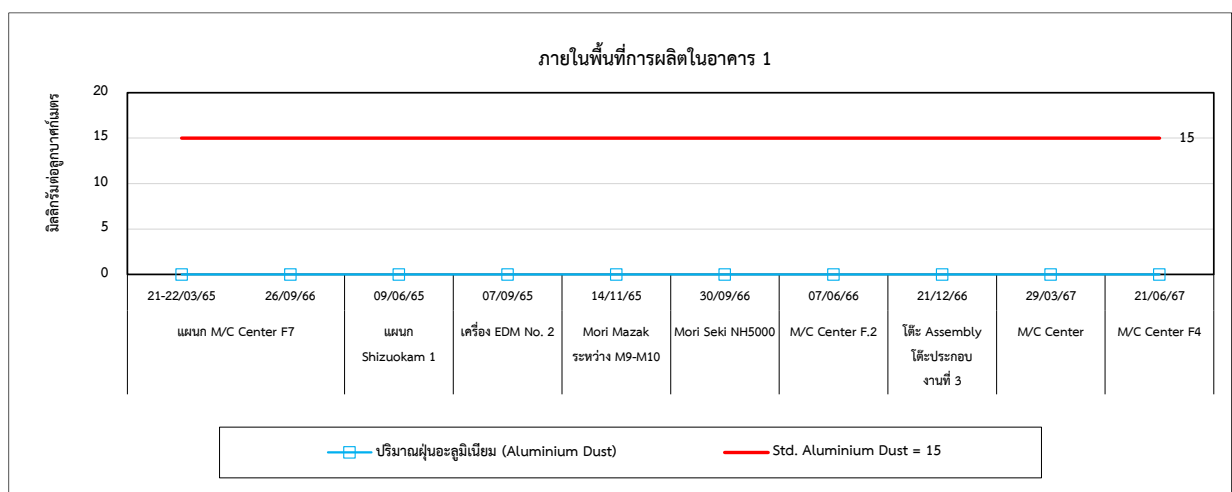 ภายในพื้นที่การผลิตในอาคาร 1
มิลลิกรัมต่อลูกบาศก์เมตร
20
15
10
5
0
15
21-22/03/65 26/09/66 09/06/65 07/09/65 14/11/65 30/09/66 07/06/66 21/12/66 29/03/67 21/06/67
แผนก M/C Center F7
แผนก
Shizuokam 1
เครื่อง EDM No. 2
Mori Mazak
ระหว่าง M9-M10
Mori Seki NH5000
M/C Center F.2
โต๊ะ Assembly
โต๊ะประกอบ
งานที่ 3
M/C Center
M/C Center F4
ปริมาณฝุ่นอะลูมิเนียม (Aluminium Dust)
Std. Aluminium Dust = 15